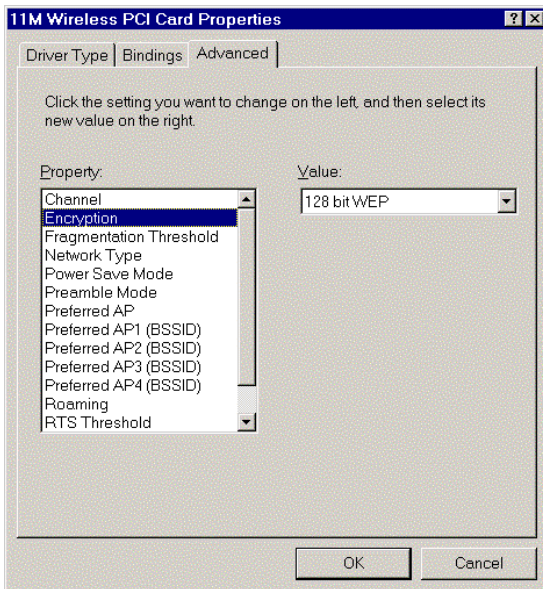 11M Wireless PCI Card Properties
Driver Type
Bindings
Advanced
Click the setting you want to change on the left, and then select its
new value on the right.
Property:
Value:
Channel
Encryption
Fragmentation Threshold
Network Type
Power Save Mode
Preamble Mode
Preferred AP
Preferred AP1 (BSSID)
Preferred AP2 (BSSID)
Preferred AP3 (BSSID)
Preferred AP4 (BSSID)
Roaming
RTS Threshold
128 bit WEP
OK
Cancel